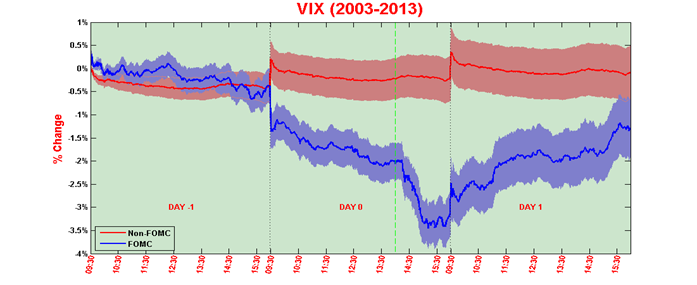 VIX (2003-2013)
% Change
1%
0.5%
0%
-0.5%
-1%
-1.5%
-2%
-2.5%
-3%
-3.5%
-4%
DAY -1
DAY 0
DAY 1
Non-FOMC
FOMC
09:30 10:30 11:30 12:30 13:30 14:30 15:30 09:30 10:30 11:30 12:30 13:30 14:30 15:30 09:30 10:30 11:30 12:30 13:30 14:30 15:30